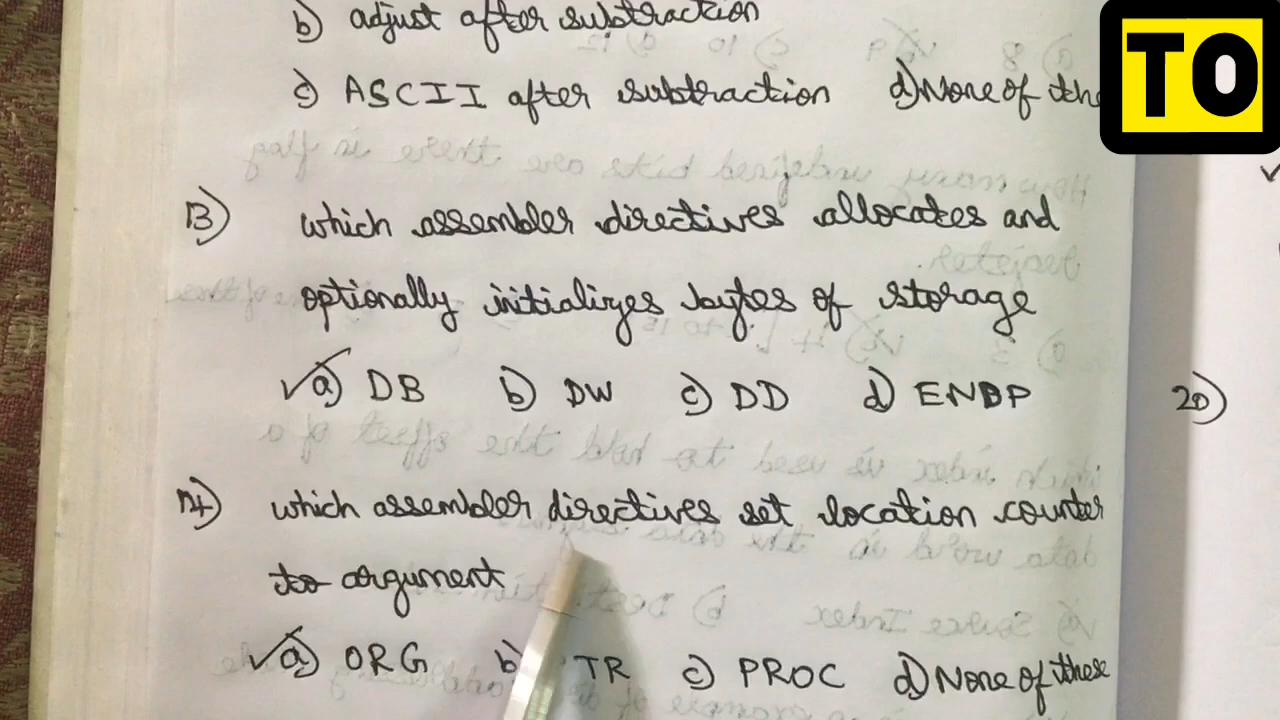 b) adjust after subtraction
c) ASCII after subtraction d) None of the
TO
13) which assembler directives allocates and
optionally initializes bytes of storage
a) DB b) DW c) DD d) ENDP
20)
14) which assembler directives set location counter
to argument
a) ORG b) TR c) PROC d) None of these